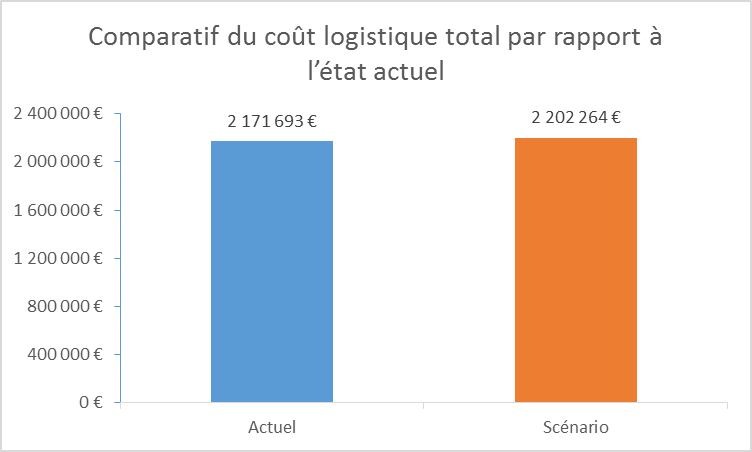 Comparatif du coût logistique total par rapport à
l’état actuel
2 400 000 €
2 000 000 €
1 600 000 €
1 200 000 €
800 000 €
400 000 €
0 €
2 171 693 €
2 202 264 €
Actuel
Scénario